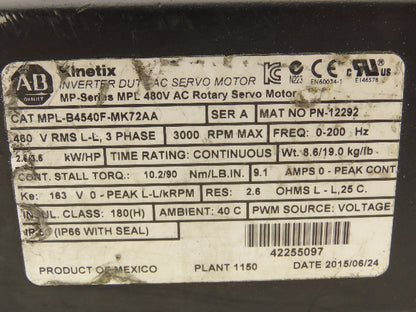 Kinetix
AB
QUALITY
INVERTER DUTY AC SERVO MOTOR
MP-Series MPL 480V AC Rotary Servo Motor
N223
EN60034-1
E146578
CAT MPL-B4540F-MK72AA SER A MAT NO PN-12292
460 V RMS L-L, 3 PHASE 3000 RPM MAX FREQ: 0-200 Hz
2.6/3.5 kW/HP TIME RATING: CONTINUOUS Wt. 8.6/19.0 kg/lb
CONT. STALL TORQ.: 10.2/90 Nm/LB.IN. 9.1 AMPS 0 - PEAK CONT
Ke: 163 V 0 - PEAK L-L/kRPM RES: 2.6 OHMS L - L,25 C.
INSUL. CLASS: 180(H) AMBIENT: 40 C PWM SOURCE: VOLTAGE
(IP66 WITH SEAL)
42255097
PRODUCT OF MEXICO PLANT 1150 DATE 2015/06/24